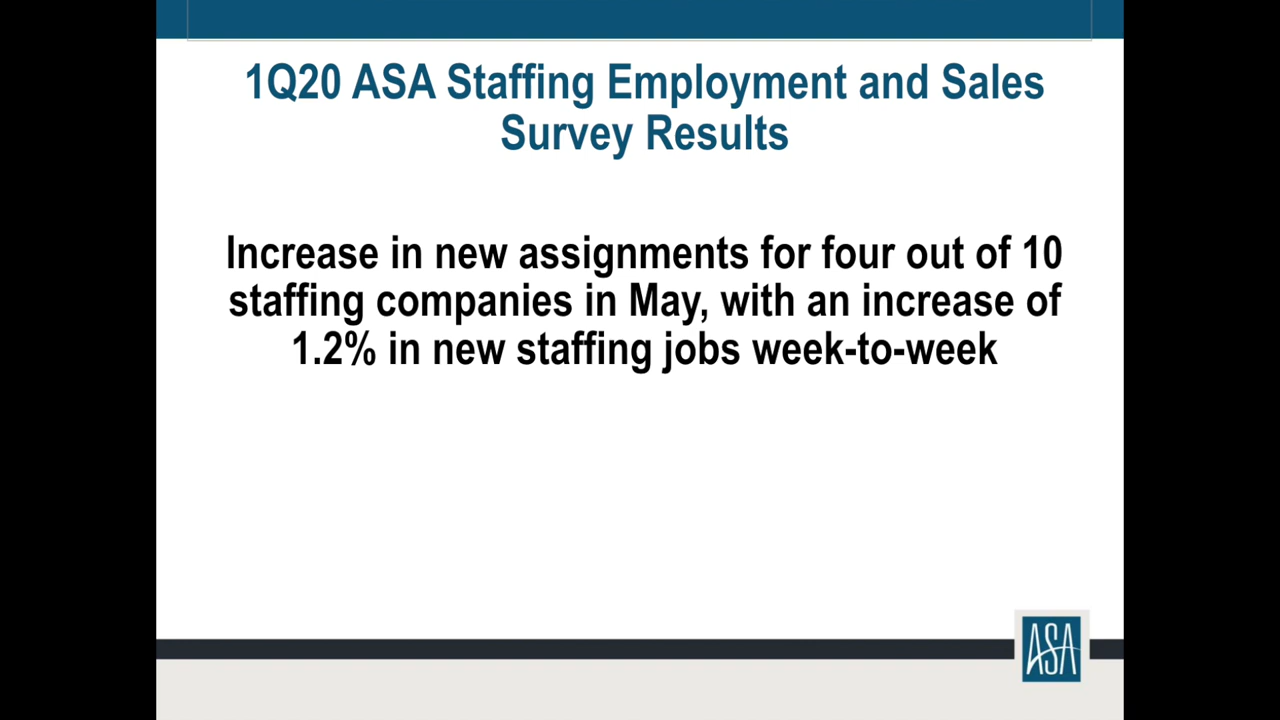 1Q20 ASA Staffing Employment and Sales
Survey Results
Increase in new assignments for four out of 10
staffing companies in May, with an increase of
1.2% in new staffing jobs week-to-week
ASA